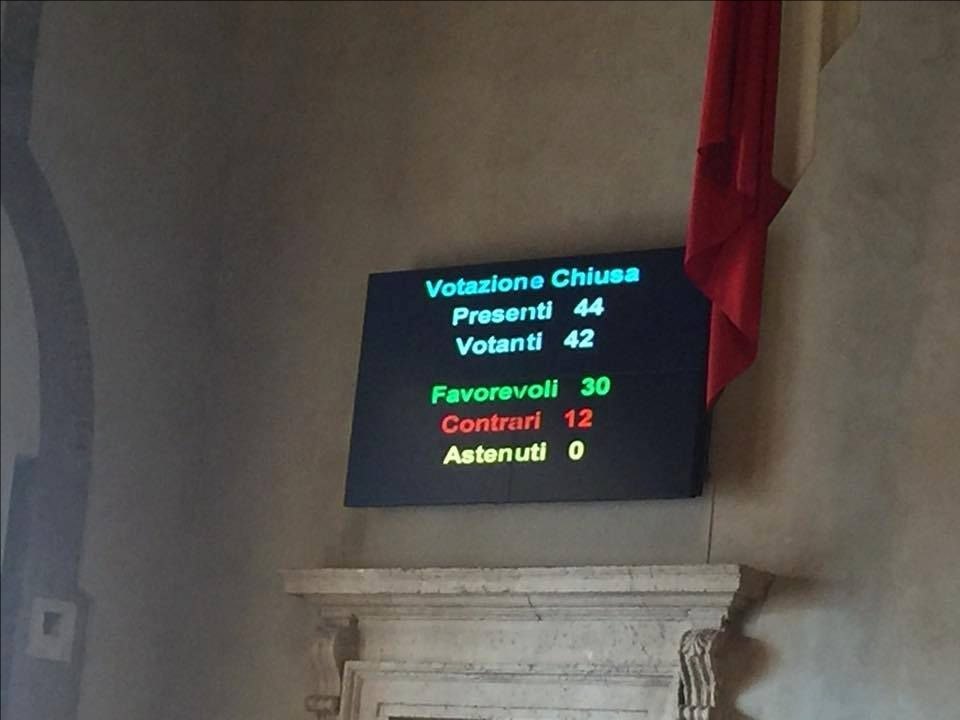 Votazione Chiusa
Presenti 44
Votanti 42
Favorevoli 30
Contrari 12
Astenuti 0